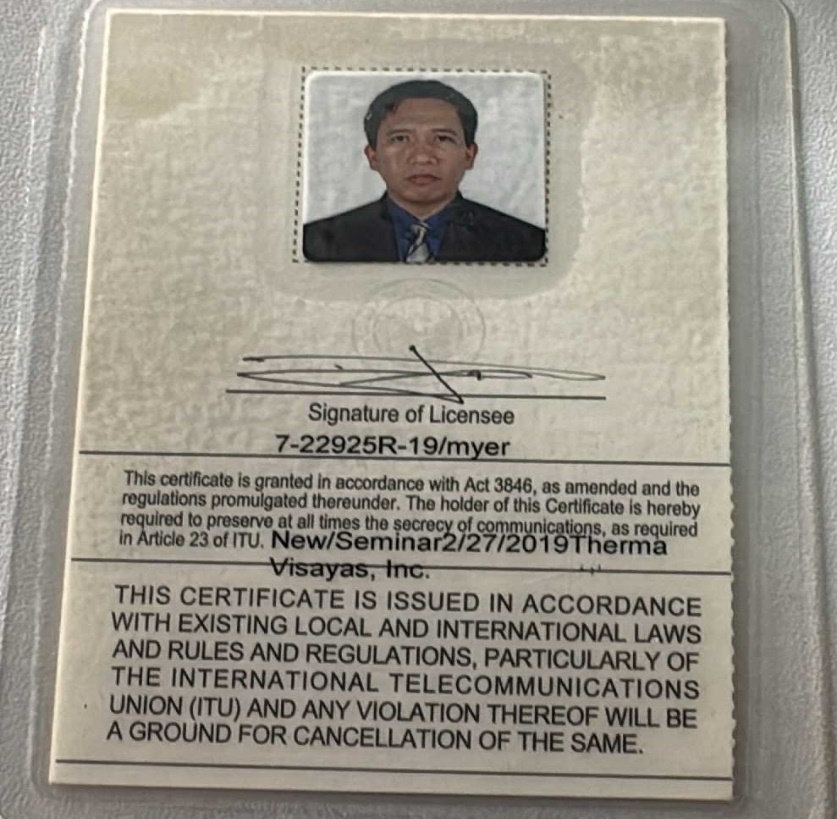 Signature of Licensee
7-22925R-19/myer
This certificate is granted in accordance with Act 3846, as amended and the
regulations promulgated thereunder. The holder of this Certificate is hereby
required to preserve at all times the secrecy of communications, as required
in Article 23 of ITU. New/Seminar2/27/2019Therma
Visayas, Inc.
THIS CERTIFICATE IS ISSUED IN ACCORDANCE
WITH EXISTING LOCAL AND INTERNATIONAL LAWS
AND RULES AND REGULATIONS, PARTICULARLY OF
THE INTERNATIONAL TELECOMMUNICATIONS
UNION (ITU) AND ANY VIOLATION THEREOF WILL BE
A GROUND FOR CANCELLATION OF THE SAME.